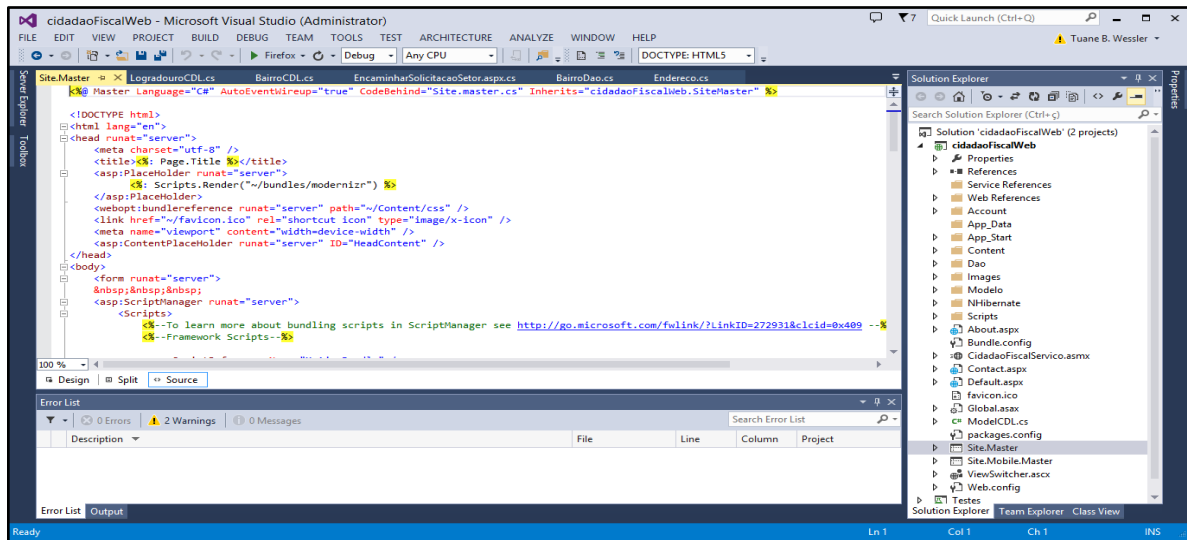 cidadaoFiscalWeb - Microsoft Visual Studio (Administrator)
7
Quick Launch (Ctrl+Q)
FILE EDIT VIEW PROJECT BUILD DEBUG TEAM TOOLS TEST ARCHITECTURE ANALYZE WINDOW HELP
Tuane B. Wessler
Firefox Debug Any CPU DOCTYPE: HTML5
Server Explorer
Toolbox
Site.Master LogradouroCDL.cs BairroCDL.cs EncaminharSolicitacaoSetor.aspx.cs BairroDao.cs Endereco.cs
<%@ Master Language="C#" AutoEventWireup="true" CodeBehind="Site.master.cs" Inherits="cidadaoFiscalWeb.SiteMaster" %>
<!DOCTYPE html>
<html lang="en">
<head runat="server">
<meta charset="utf-8" />
<title><%: Page.Title %></title>
<asp:PlaceHolder runat="server">
<%: Scripts.Render("~/bundles/modernizr") %>
</asp:PlaceHolder>
<webopt:bundlereference runat="server" path="~/Content/css" />
<link href="~/favicon.ico" rel="shortcut icon" type="image/x-icon" />
<meta name="viewport" content="width=device-width" />
<asp:ContentPlaceHolder runat="server" ID="HeadContent" />
</head>
<body>
<form runat="server">
&nbsp;&nbsp;&nbsp;
<asp:ScriptManager runat="server">
<Scripts>
<%--To learn more about bundling scripts in ScriptManager see http://go.microsoft.com/fwlink/?LinkID=272931&clcid=0x409 --%
<%--Framework Scripts--%>
100 %
Design Split Source
Error List
0 Errors 2 Warnings 0 Messages
Search Error List
Description File Line Column Project
Error List Output
Solution Explorer
Search Solution Explorer (Ctrl+ç)
Solution 'cidadaoFiscalWeb' (2 projects)
cidadaoFiscalWeb
Properties
References
Service References
Web References
Account
App_Data
App_Start
Content
Dao
Images
Modelo
NHibernate
Scripts
About.aspx
Bundle.config
CidadaoFiscalServico.asmx
Contact.aspx
Default.aspx
favicon.ico
Global.asax
ModelCDL.cs
packages.config
Site.Master
Site.Mobile.Master
ViewSwitcher.ascx
Web.config
Testes
Solution Explorer Team Explorer Class View
Properties
Ready Ln 1 Col 1 Ch 1 INS